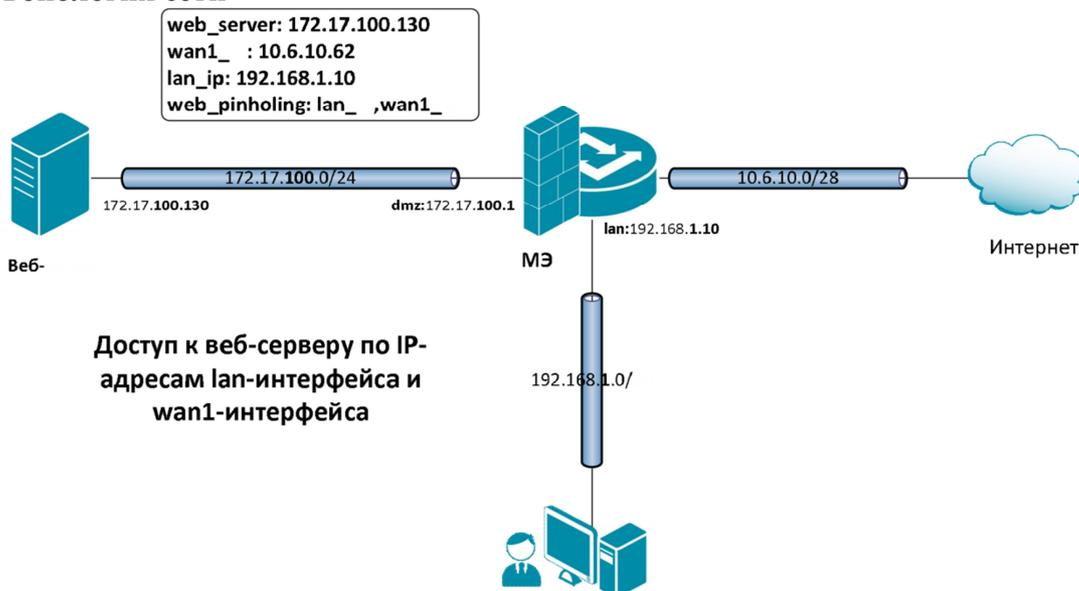 web_server: 172.17.100.130
wan1_ : 10.6.10.62
lan_ip: 192.168.1.10
web_pinholing: lan_ ,wan1_
172.17.100.0/24
10.6.10.0/28
172.17.100.130
dmz:172.17.100.1
lan:192.168.1.10
Веб-
МЭ
Интернет
Доступ к веб-серверу по IP-
адресам lan-интерфейса и
wan1-интерфейса
192.168.1.0/